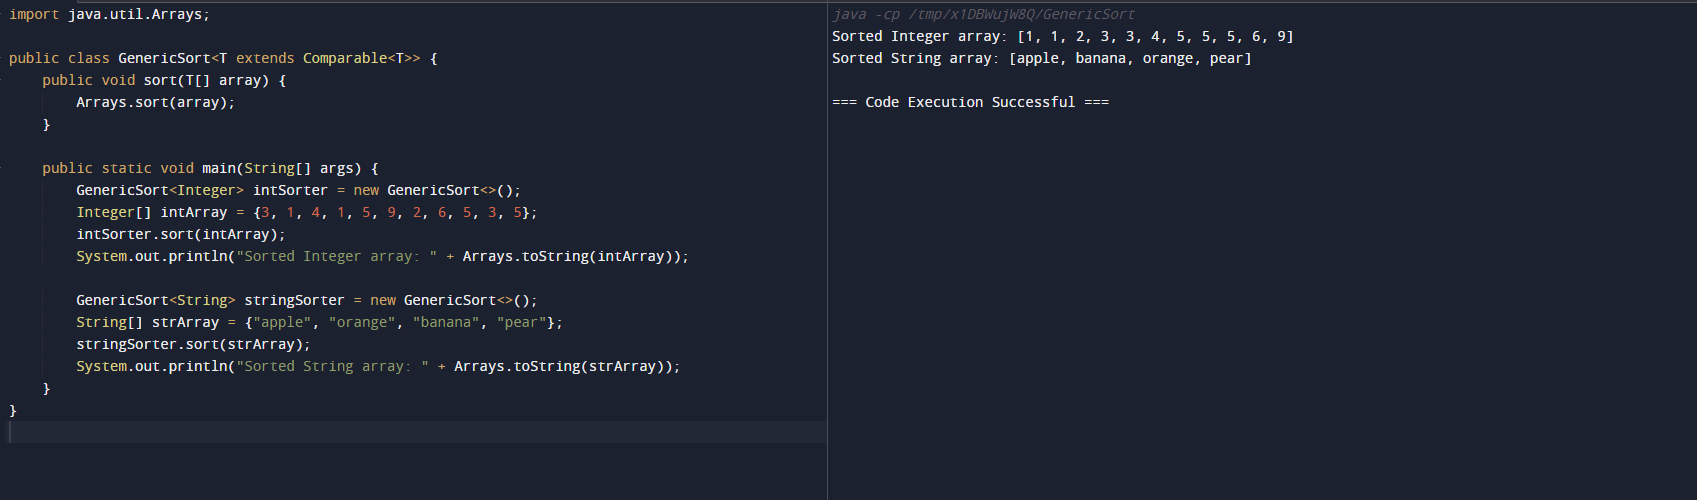 import java.util.Arrays;
public class GenericSort<T extends Comparable<T>> {
    public void sort(T[] array) {
        Arrays.sort(array);
    }
    public static void main(String[] args) {
        GenericSort<Integer> intSorter = new GenericSort<>();
        Integer[] intArray = {3, 1, 4, 1, 5, 9, 2, 6, 5, 3, 5};
        intSorter.sort(intArray);
        System.out.println("Sorted Integer array: " + Arrays.toString(intArray));
        GenericSort<String> stringSorter = new GenericSort<>();
        String[] strArray = {"apple", "orange", "banana", "pear"};
        stringSorter.sort(strArray);
        System.out.println("Sorted String array: " + Arrays.toString(strArray));
    }
}
java -cp /tmp/x1DBWujW8Q/GenericSort
Sorted Integer array: [1, 1, 2, 3, 3, 4, 5, 5, 5, 6, 9]
Sorted String array: [apple, banana, orange, pear]
=== Code Execution Successful ===